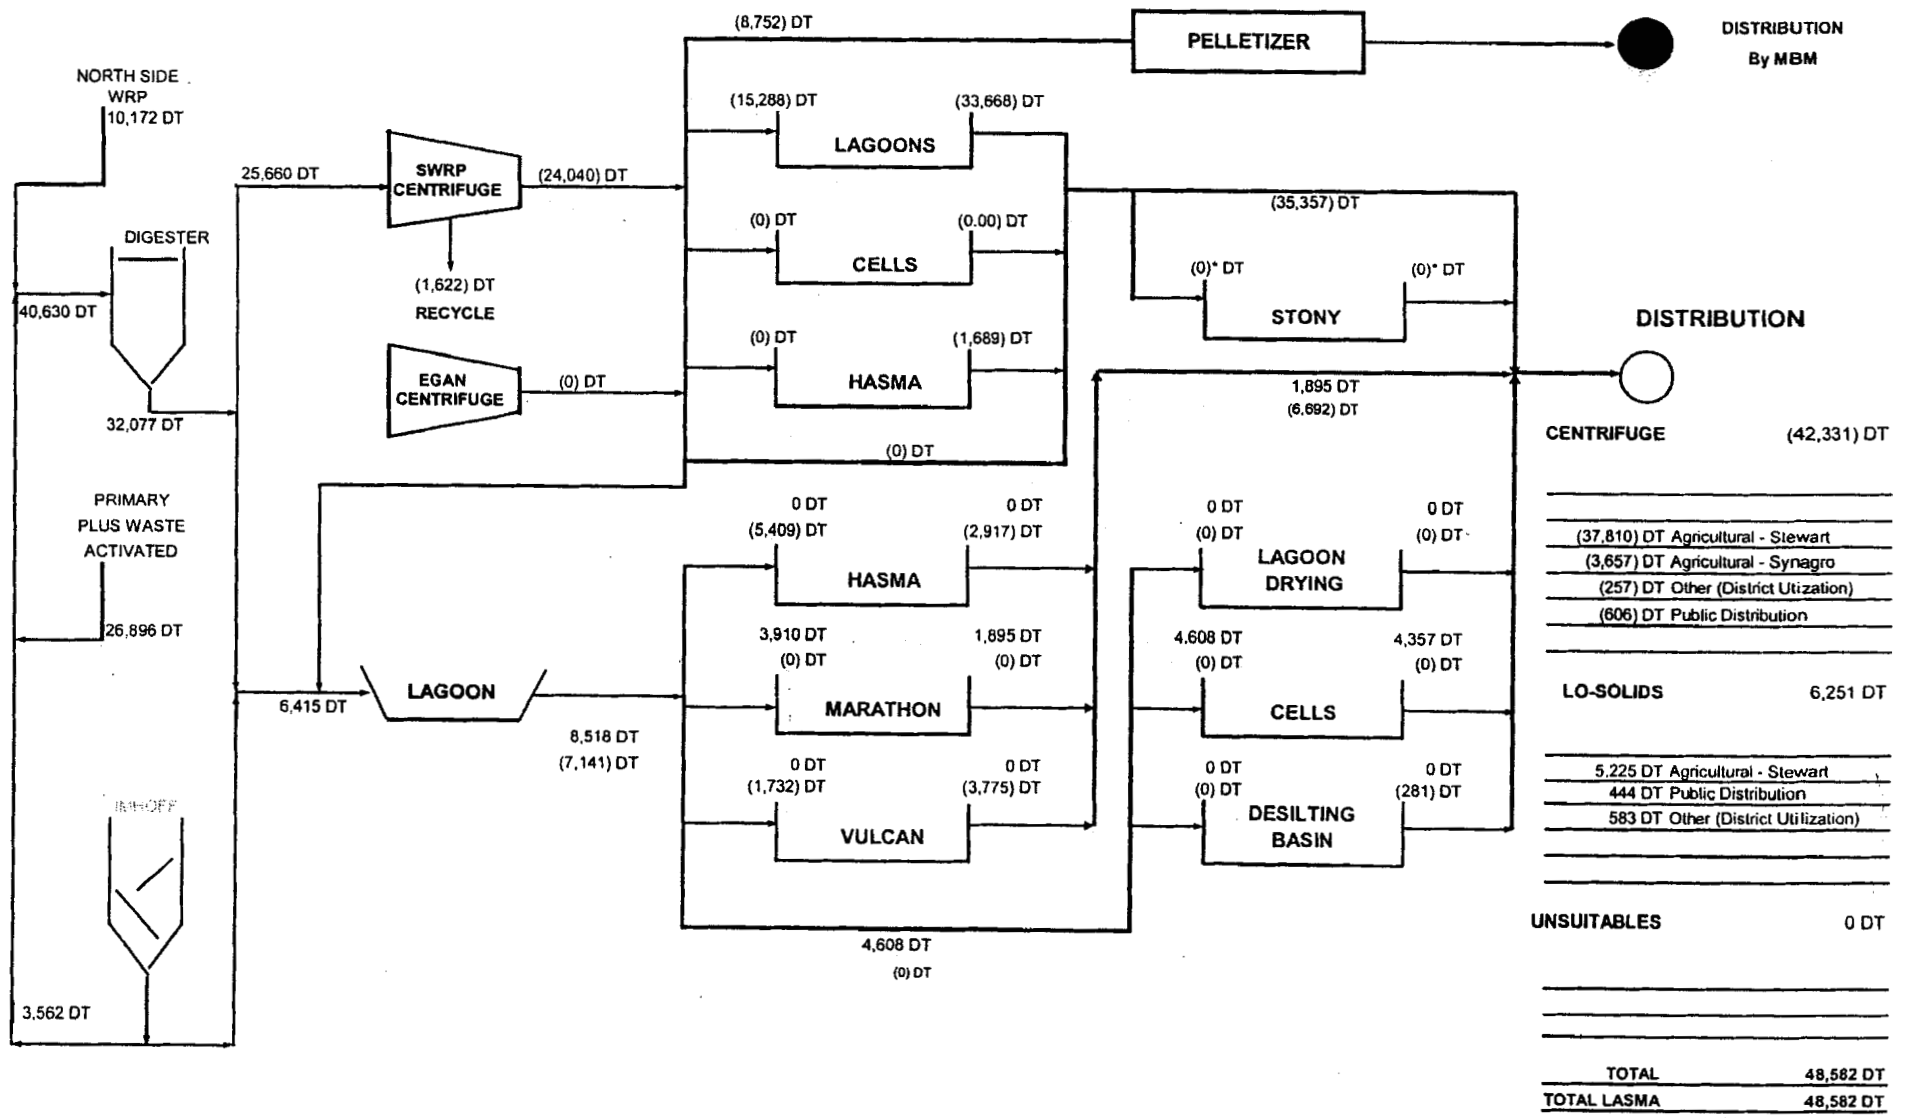 (8,752) DT
PELLETIZER
DISTRIBUTION
By MBM
NORTH SIDE
WRP
10,172 DT
(15,288) DT
(33,668) DT
LAGOONS
25,660 DT
SWRP
CENTRIFUGE
(24,040) DT
(35,357) DT
DIGESTER
(0) DT
(0.00) DT
CELLS
(1,622) DT
RECYCLE
(0)* DT
(0)* DT
STONY
40,630 DT
(0) DT
(1,689) DT
HASMA
EGAN
CENTRIFUGE
(0) DT
1,895 DT
(6,692) DT
32,077 DT
(0) DT
DISTRIBUTION
CENTRIFUGE (42,331) DT
(37,810) DT Agricultural - Stewart
(3,657) DT Agricultural - Synagro
(257) DT Other (District Utization)
(606) DT Public Distribution
PRIMARY
PLUS WASTE
ACTIVATED
26,896 DT
0 DT
(5,409) DT
0 DT
(2,917) DT
HASMA
0 DT
(0) DT
0 DT
(0) DT
LAGOON
DRYING
6,415 DT
LAGOON
8,518 DT
(7,141) DT
3,910 DT
(0) DT
1,895 DT
(0) DT
MARATHON
4.608 DT
(0) DT
4,357 DT
(0) DT
CELLS
LO-SOLIDS 6,251 DT
5.225 DT Agricultural - Stewart
444 DT Public Distribution
583 DT Other (District Utilization)
IMHOFF
0 DT
(1,732) DT
0 DT
(3,775) DT
VULCAN
0 DT
(0) DT
0 DT
(281) DT
DESILTING
BASIN
4,608 DT
(0) DT
UNSUITABLES 0 DT
3,562 DT
TOTAL 48,582 DT
TOTAL LASMA 48,582 DT